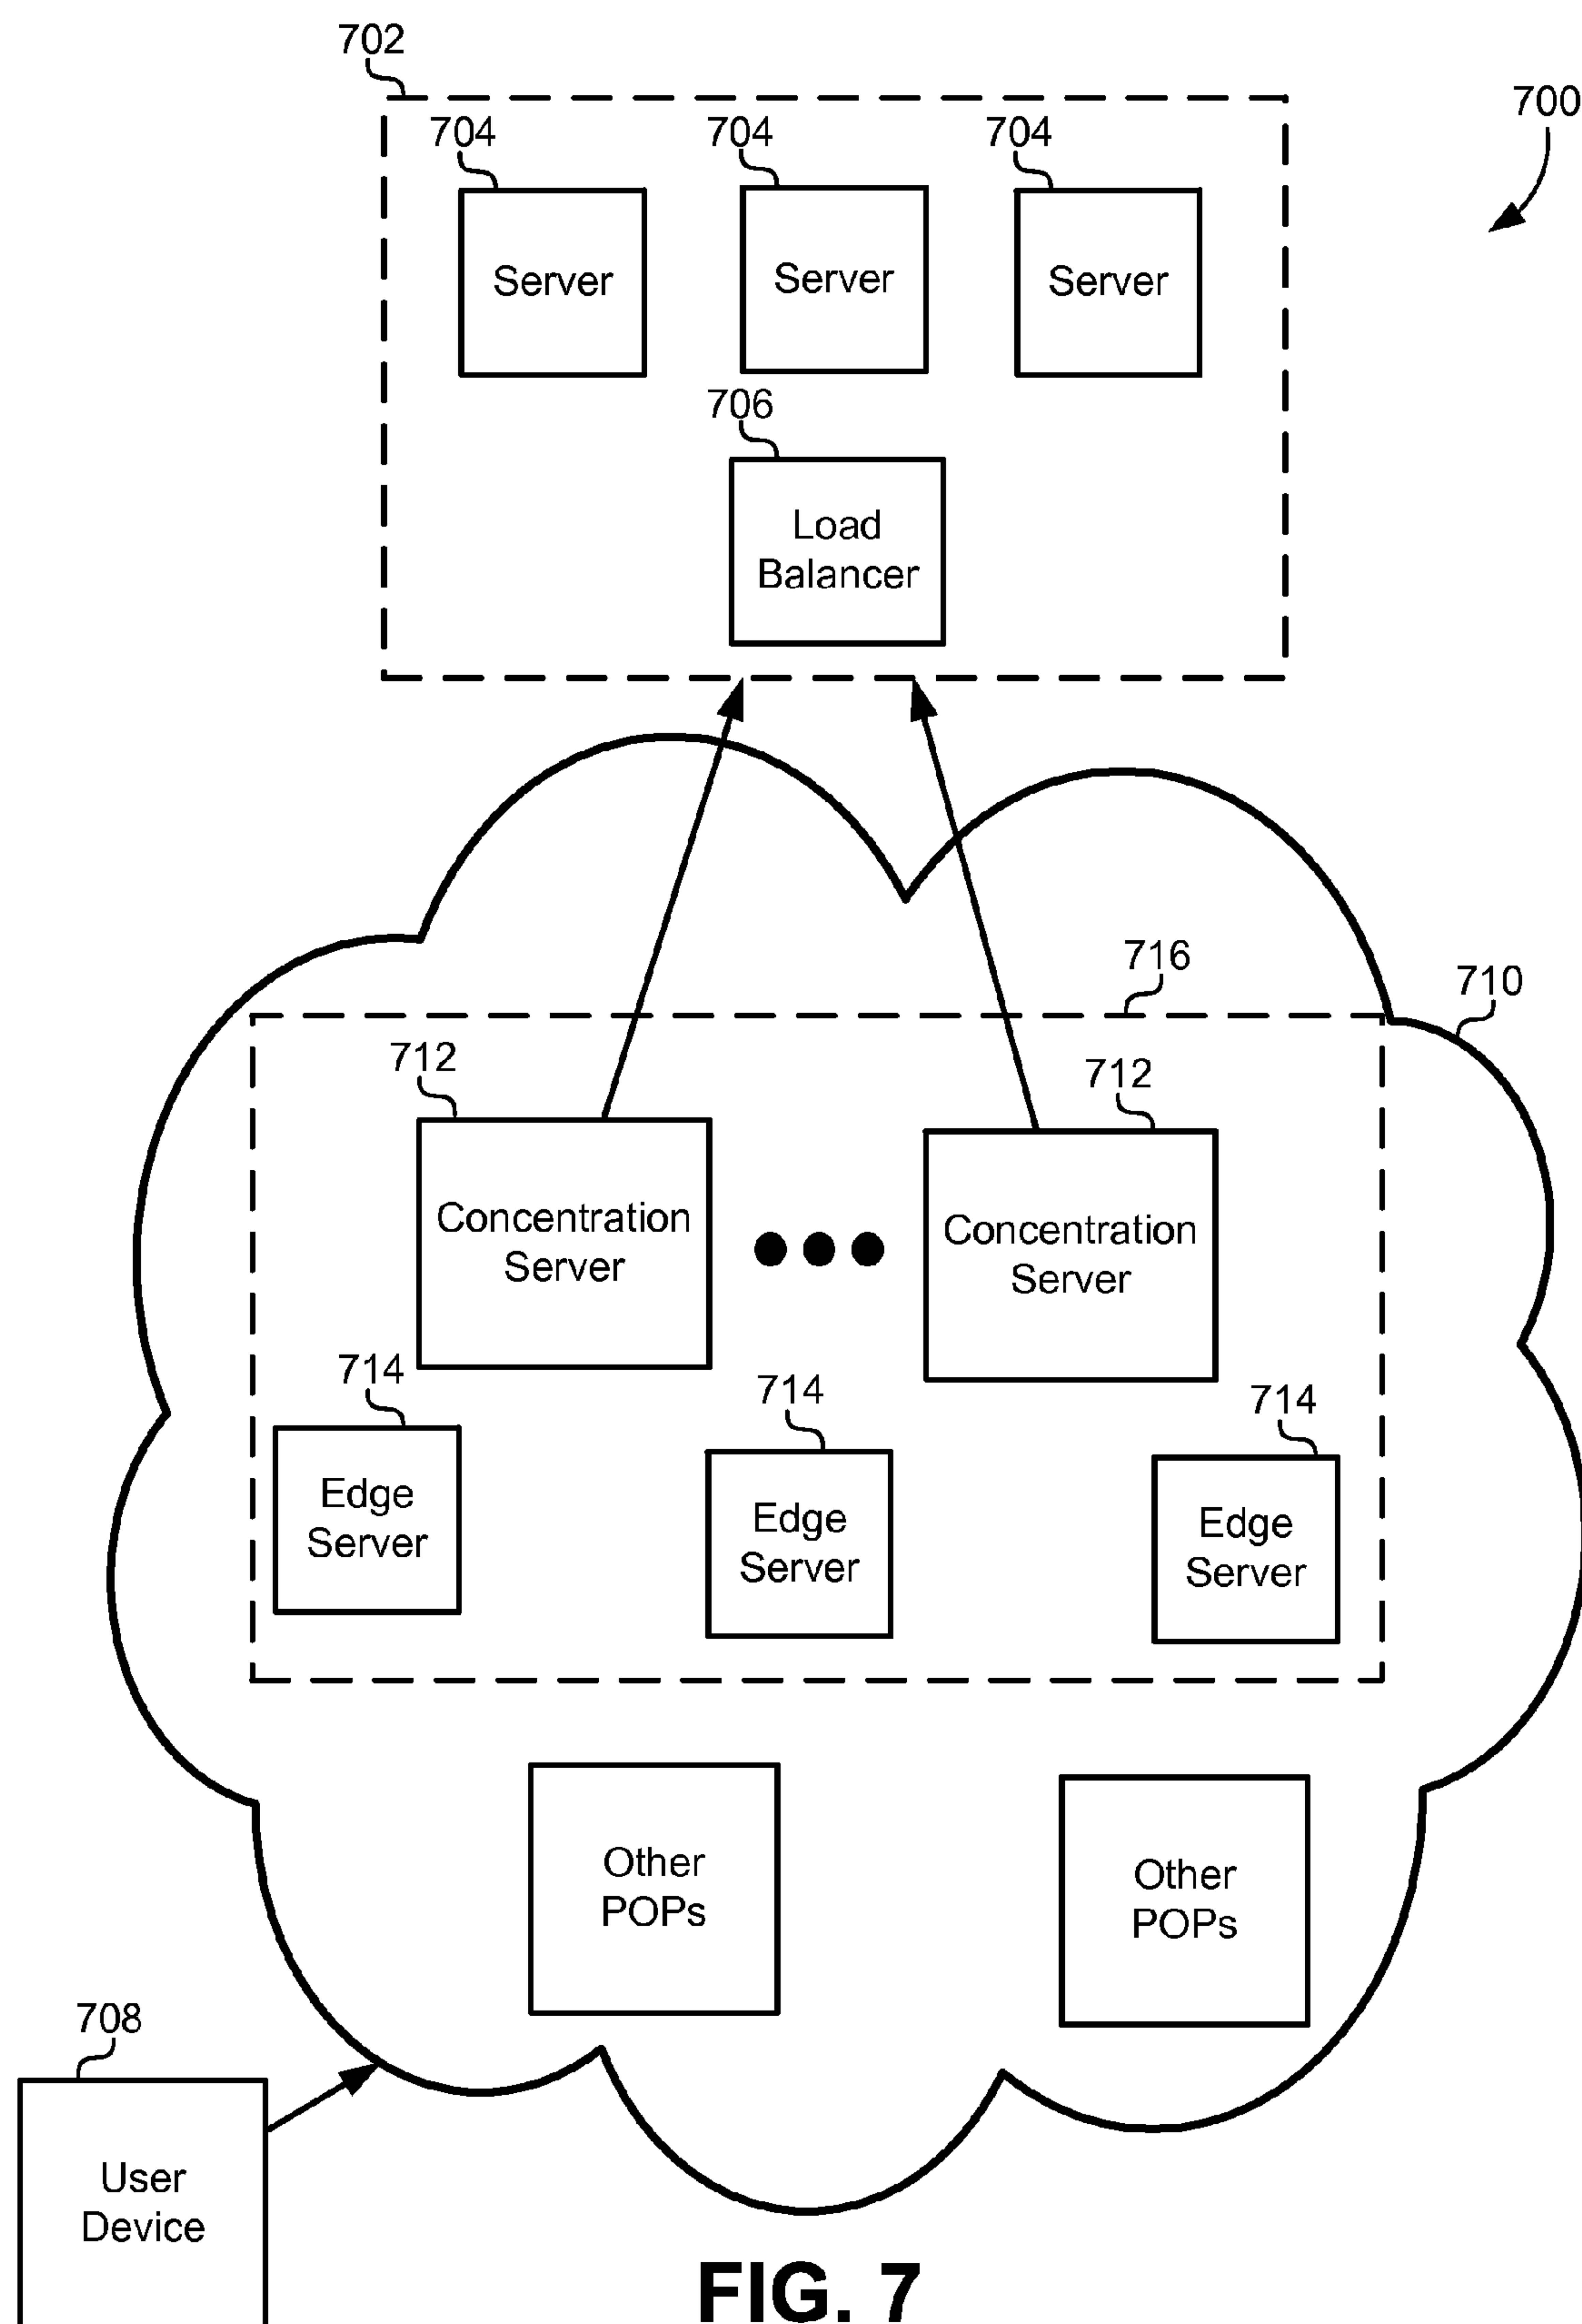 702
700
704
704
704
Server
Server
Server
706
Load
Balancer
716
710
712
712
Concentration
Server
Concentration
Server
714
714
714
Edge
Server
Edge
Server
Edge
Server
Other
POPs
Other
POPs
708
User
Device
FIG. 7